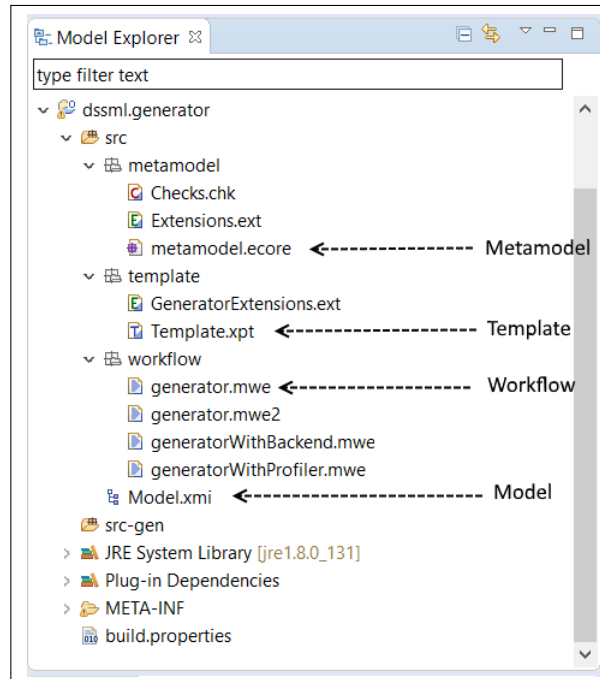 Model Explorer
type filter text
dssml.generator
src
metamodel
Checks.chk
Extensions.ext
metamodel.ecore Metamodel
template
GeneratorExtensions.ext
Template.xpt Template
workflow
generator.mwe Workflow
generator.mwe2
generatorWithBackend.mwe
generatorWithProfiler.mwe
Model.xmi Model
src-gen
JRE System Library [jre1.8.0_131]
Plug-in Dependencies
META-INF
build.properties